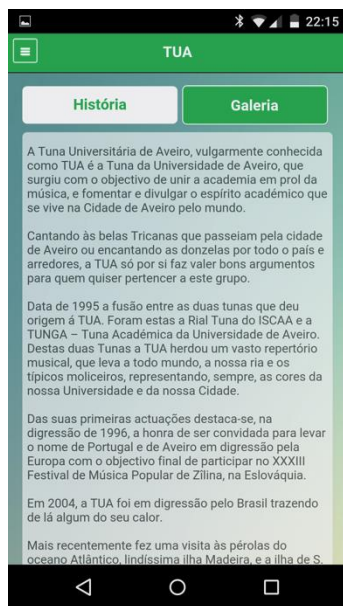 22:15
TUA
História
Galeria
A Tuna Universitária de Aveiro, vulgarmente conhecida
como TUA é a Tuna da Universidade de Aveiro, que
surgiu com o objectivo de unir a academia em prol da
música, e fomentar e divulgar o espírito académico que
se vive na Cidade de Aveiro pelo mundo.
Cantando às belas Tricanas que passeiam pela cidade
de Aveiro ou encantando as donzelas por todo o país e
arredores, a TUA só por si faz valer bons argumentos
para quem quiser pertencer a este grupo.
Data de 1995 a fusão entre as duas tunas que deu
origem á TUA. Foram estas a Rial Tuna do ISCAA e a
TUNGA – Tuna Académica da Universidade de Aveiro.
Destas duas Tunas a TUA herdou um vasto repertório
musical, que leva a todo mundo, a nossa ria e os
típicos moliceiros, representando, sempre, as cores da
nossa Universidade e da nossa Cidade.
Das suas primeiras actuações destaca-se, na
digressão de 1996, a honra de ser convidada para levar
o nome de Portugal e de Aveiro em digressão pela
Europa com o objectivo final de participar no XXXIII
Festival de Música Popular de Zílina, na Eslováquia.
Em 2004, a TUA foi em digressão pelo Brasil trazendo
de lá algum do seu calor.
Mais recentemente fez uma visita às pérolas do
oceano Atlântico, lindíssima ilha Madeira, e a ilha de S.